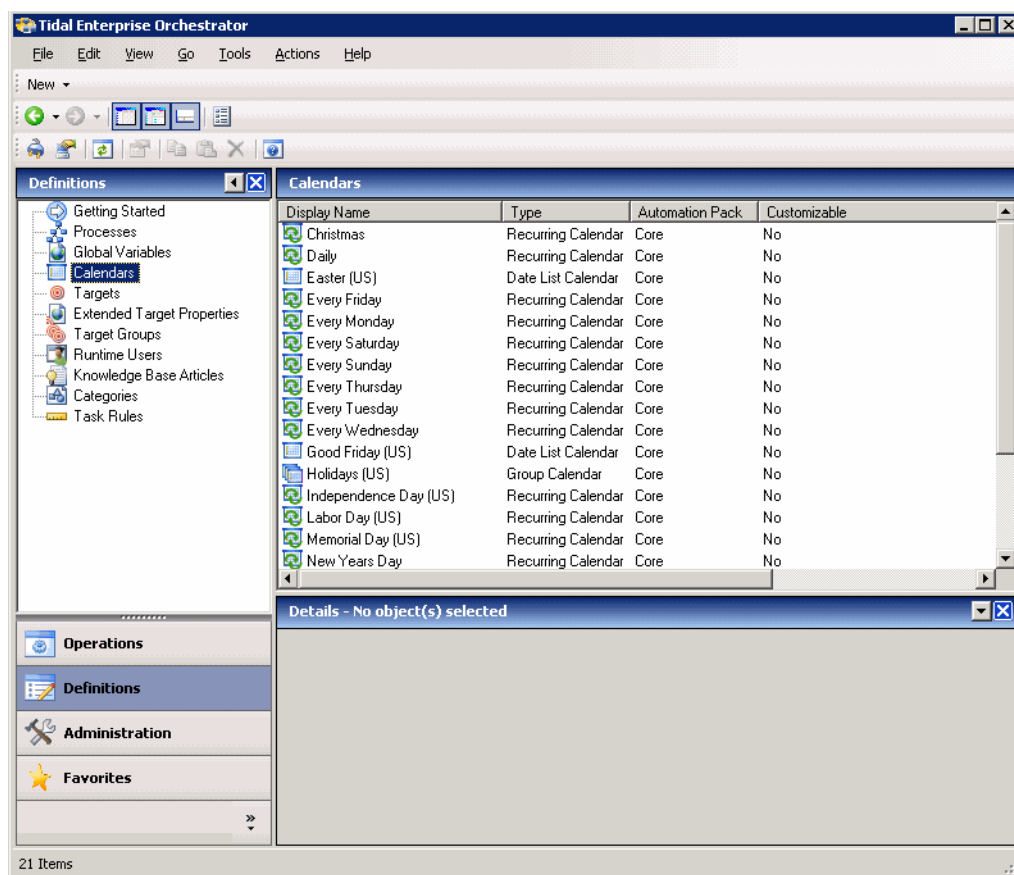 Tidal Enterprise Orchestrator
File Edit View Go Tools Actions Help
New
Definitions
Getting Started
Processes
Global Variables
Calendars
Targets
Extended Target Properties
Target Groups
Runtime Users
Knowledge Base Articles
Categories
Task Rules
Operations
Definitions
Administration
Favorites
Calendars
Display Name Type Automation Pack Customizable
Christmas Recurring Calendar Core No
Daily Recurring Calendar Core No
Easter (US) Date List Calendar Core No
Every Friday Recurring Calendar Core No
Every Monday Recurring Calendar Core No
Every Saturday Recurring Calendar Core No
Every Sunday Recurring Calendar Core No
Every Thursday Recurring Calendar Core No
Every Tuesday Recurring Calendar Core No
Every Wednesday Recurring Calendar Core No
Good Friday (US) Date List Calendar Core No
Holidays (US) Group Calendar Core No
Independence Day (US) Recurring Calendar Core No
Labor Day (US) Recurring Calendar Core No
Memorial Day (US) Recurring Calendar Core No
New Years Day Recurring Calendar Core No
Details - No object(s) selected
21 Items